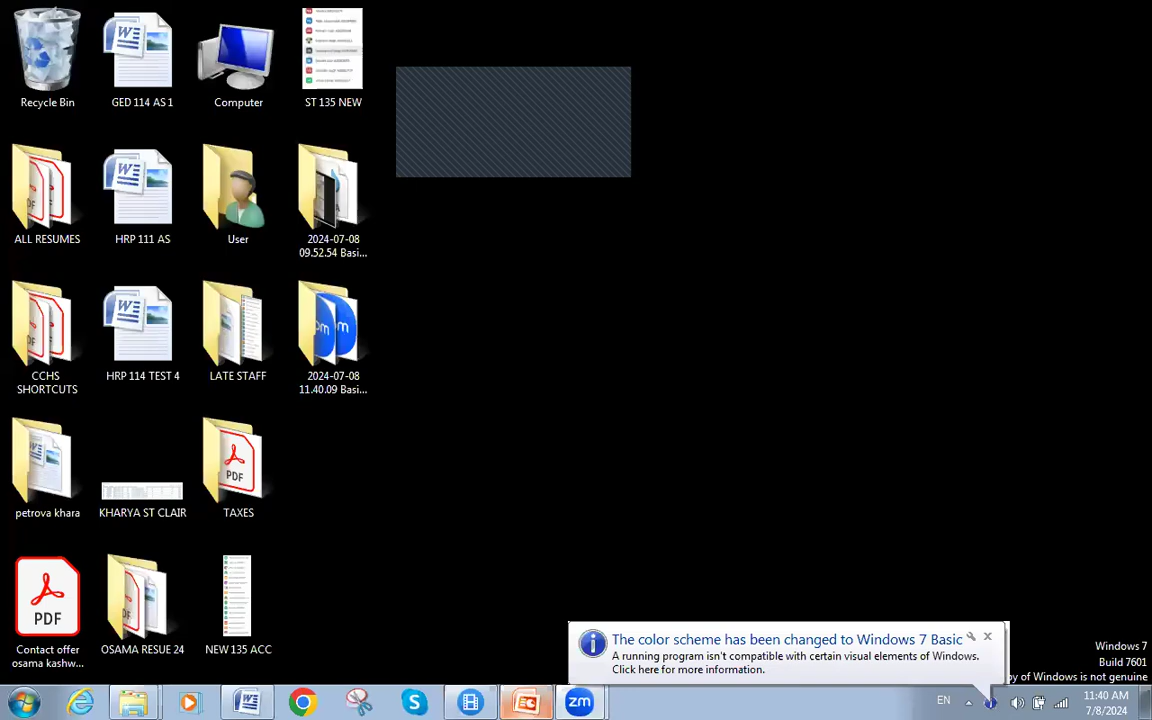 Recycle Bin
GED 114 AS 1
Computer
ST 135 NEW
ALL RESUMES
HRP 111 AS
User
2024-07-08
09.52.54 Basi...
CCHS
SHORTCUTS
HRP 114 TEST 4
LATE STAFF
2024-07-08
11.40.09 Basi...
petrova khara
KHARYA ST CLAIR
PDF
TAXES
PDF
Contact offer
osama kashw...
OSAMA RESUE 24
NEW 135 ACC
The color scheme has been changed to Windows 7 Basic
A running program isn't compatible with certain visual elements of Windows.
Click here for more information.
Windows 7
Build 7601
py of Windows is not genuine
zm
EN
11:40 AM
7/8/2024